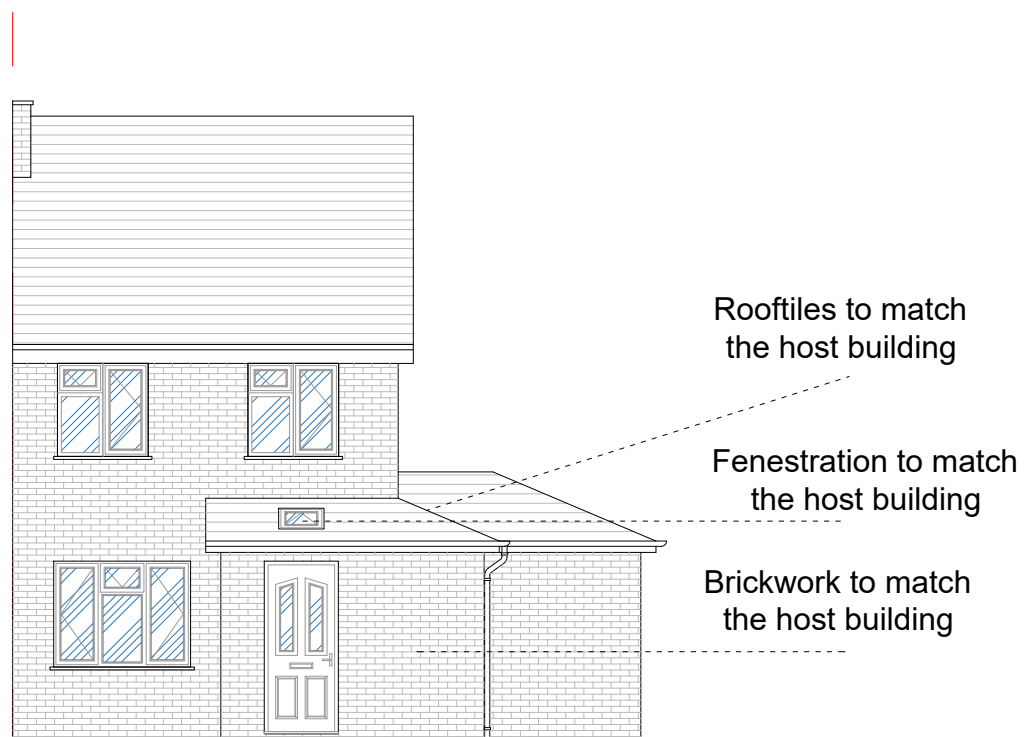 Rooftiles to match
the host building
Fenestration to match
the host building
Brickwork to match
the host building